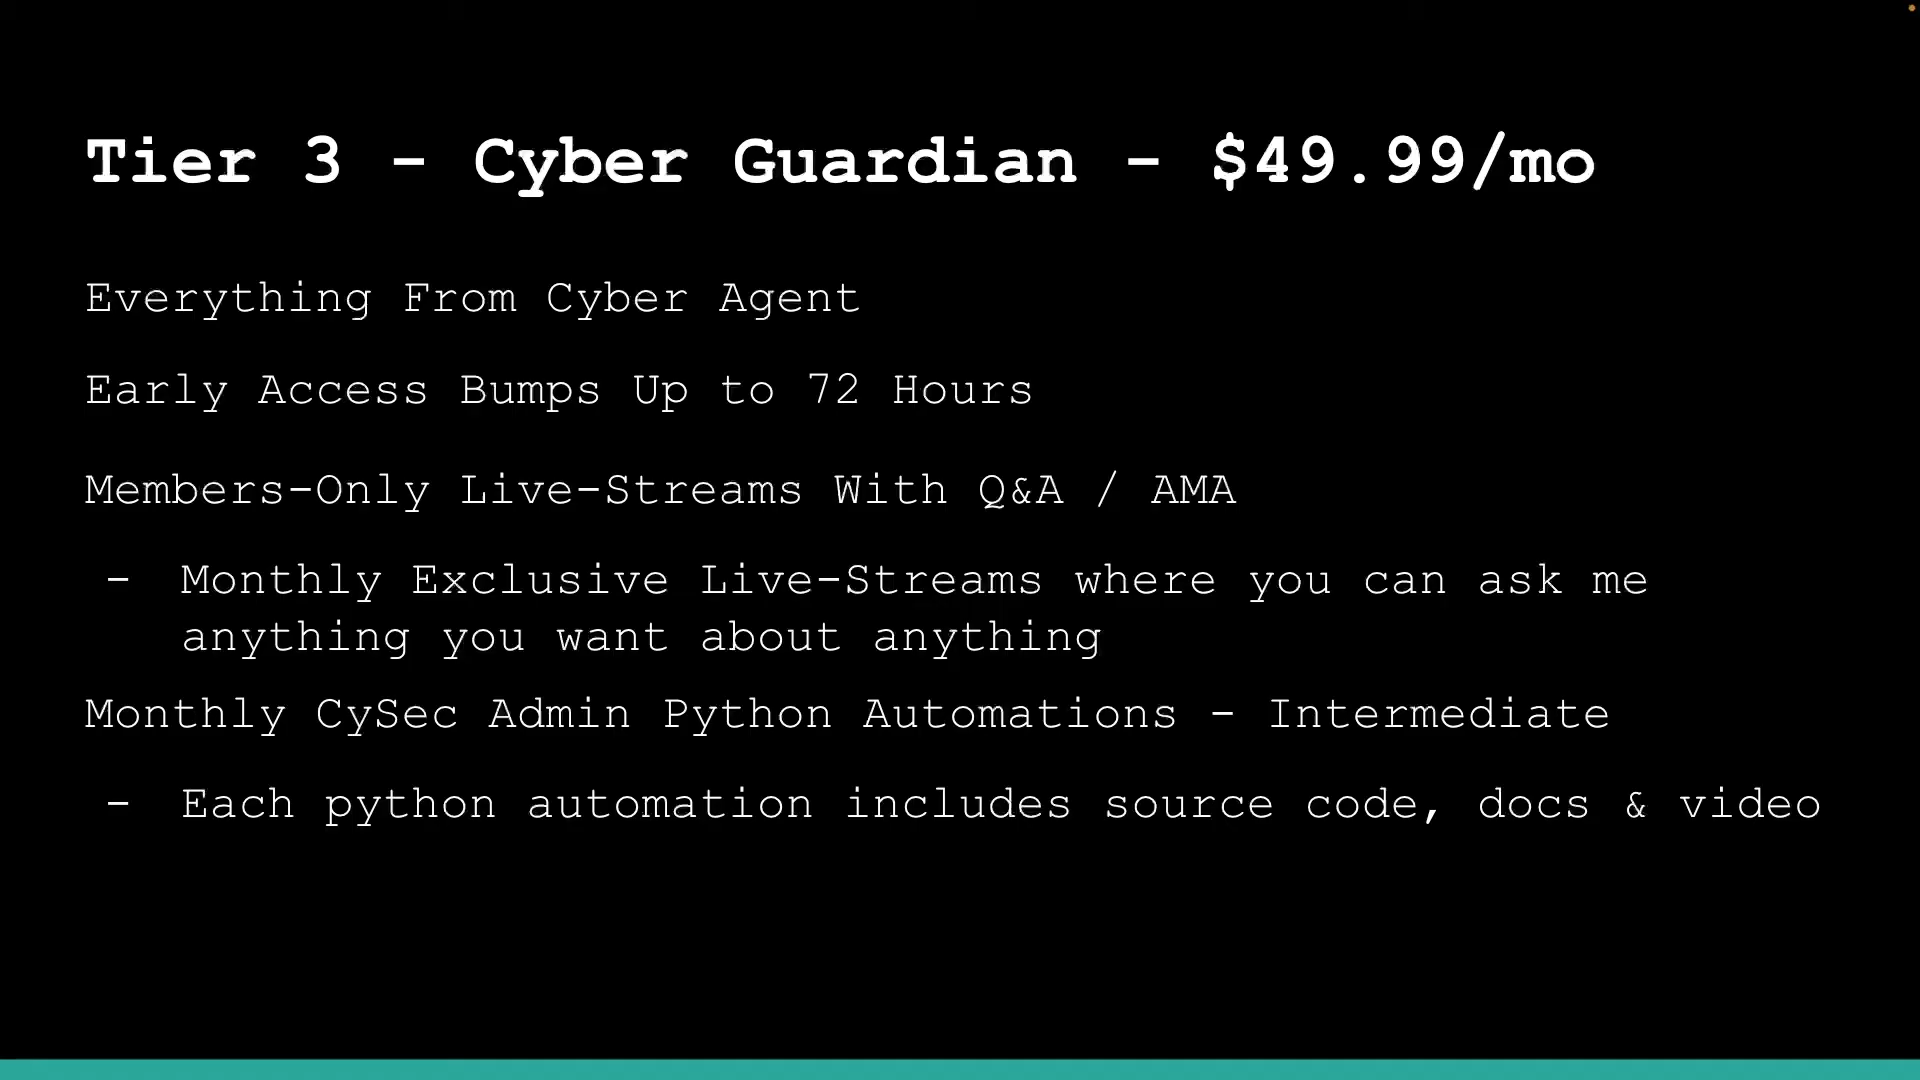 Tier 3 - Cyber Guardian - $49.99/mo
Everything From Cyber Agent
Early Access Bumps Up to 72 Hours
Members-Only Live-Streams With Q&A / AMA
- Monthly Exclusive Live-Streams where you can ask me
anything you want about anything
Monthly CySec Admin Python Automations - Intermediate
- Each python automation includes source code, docs & video